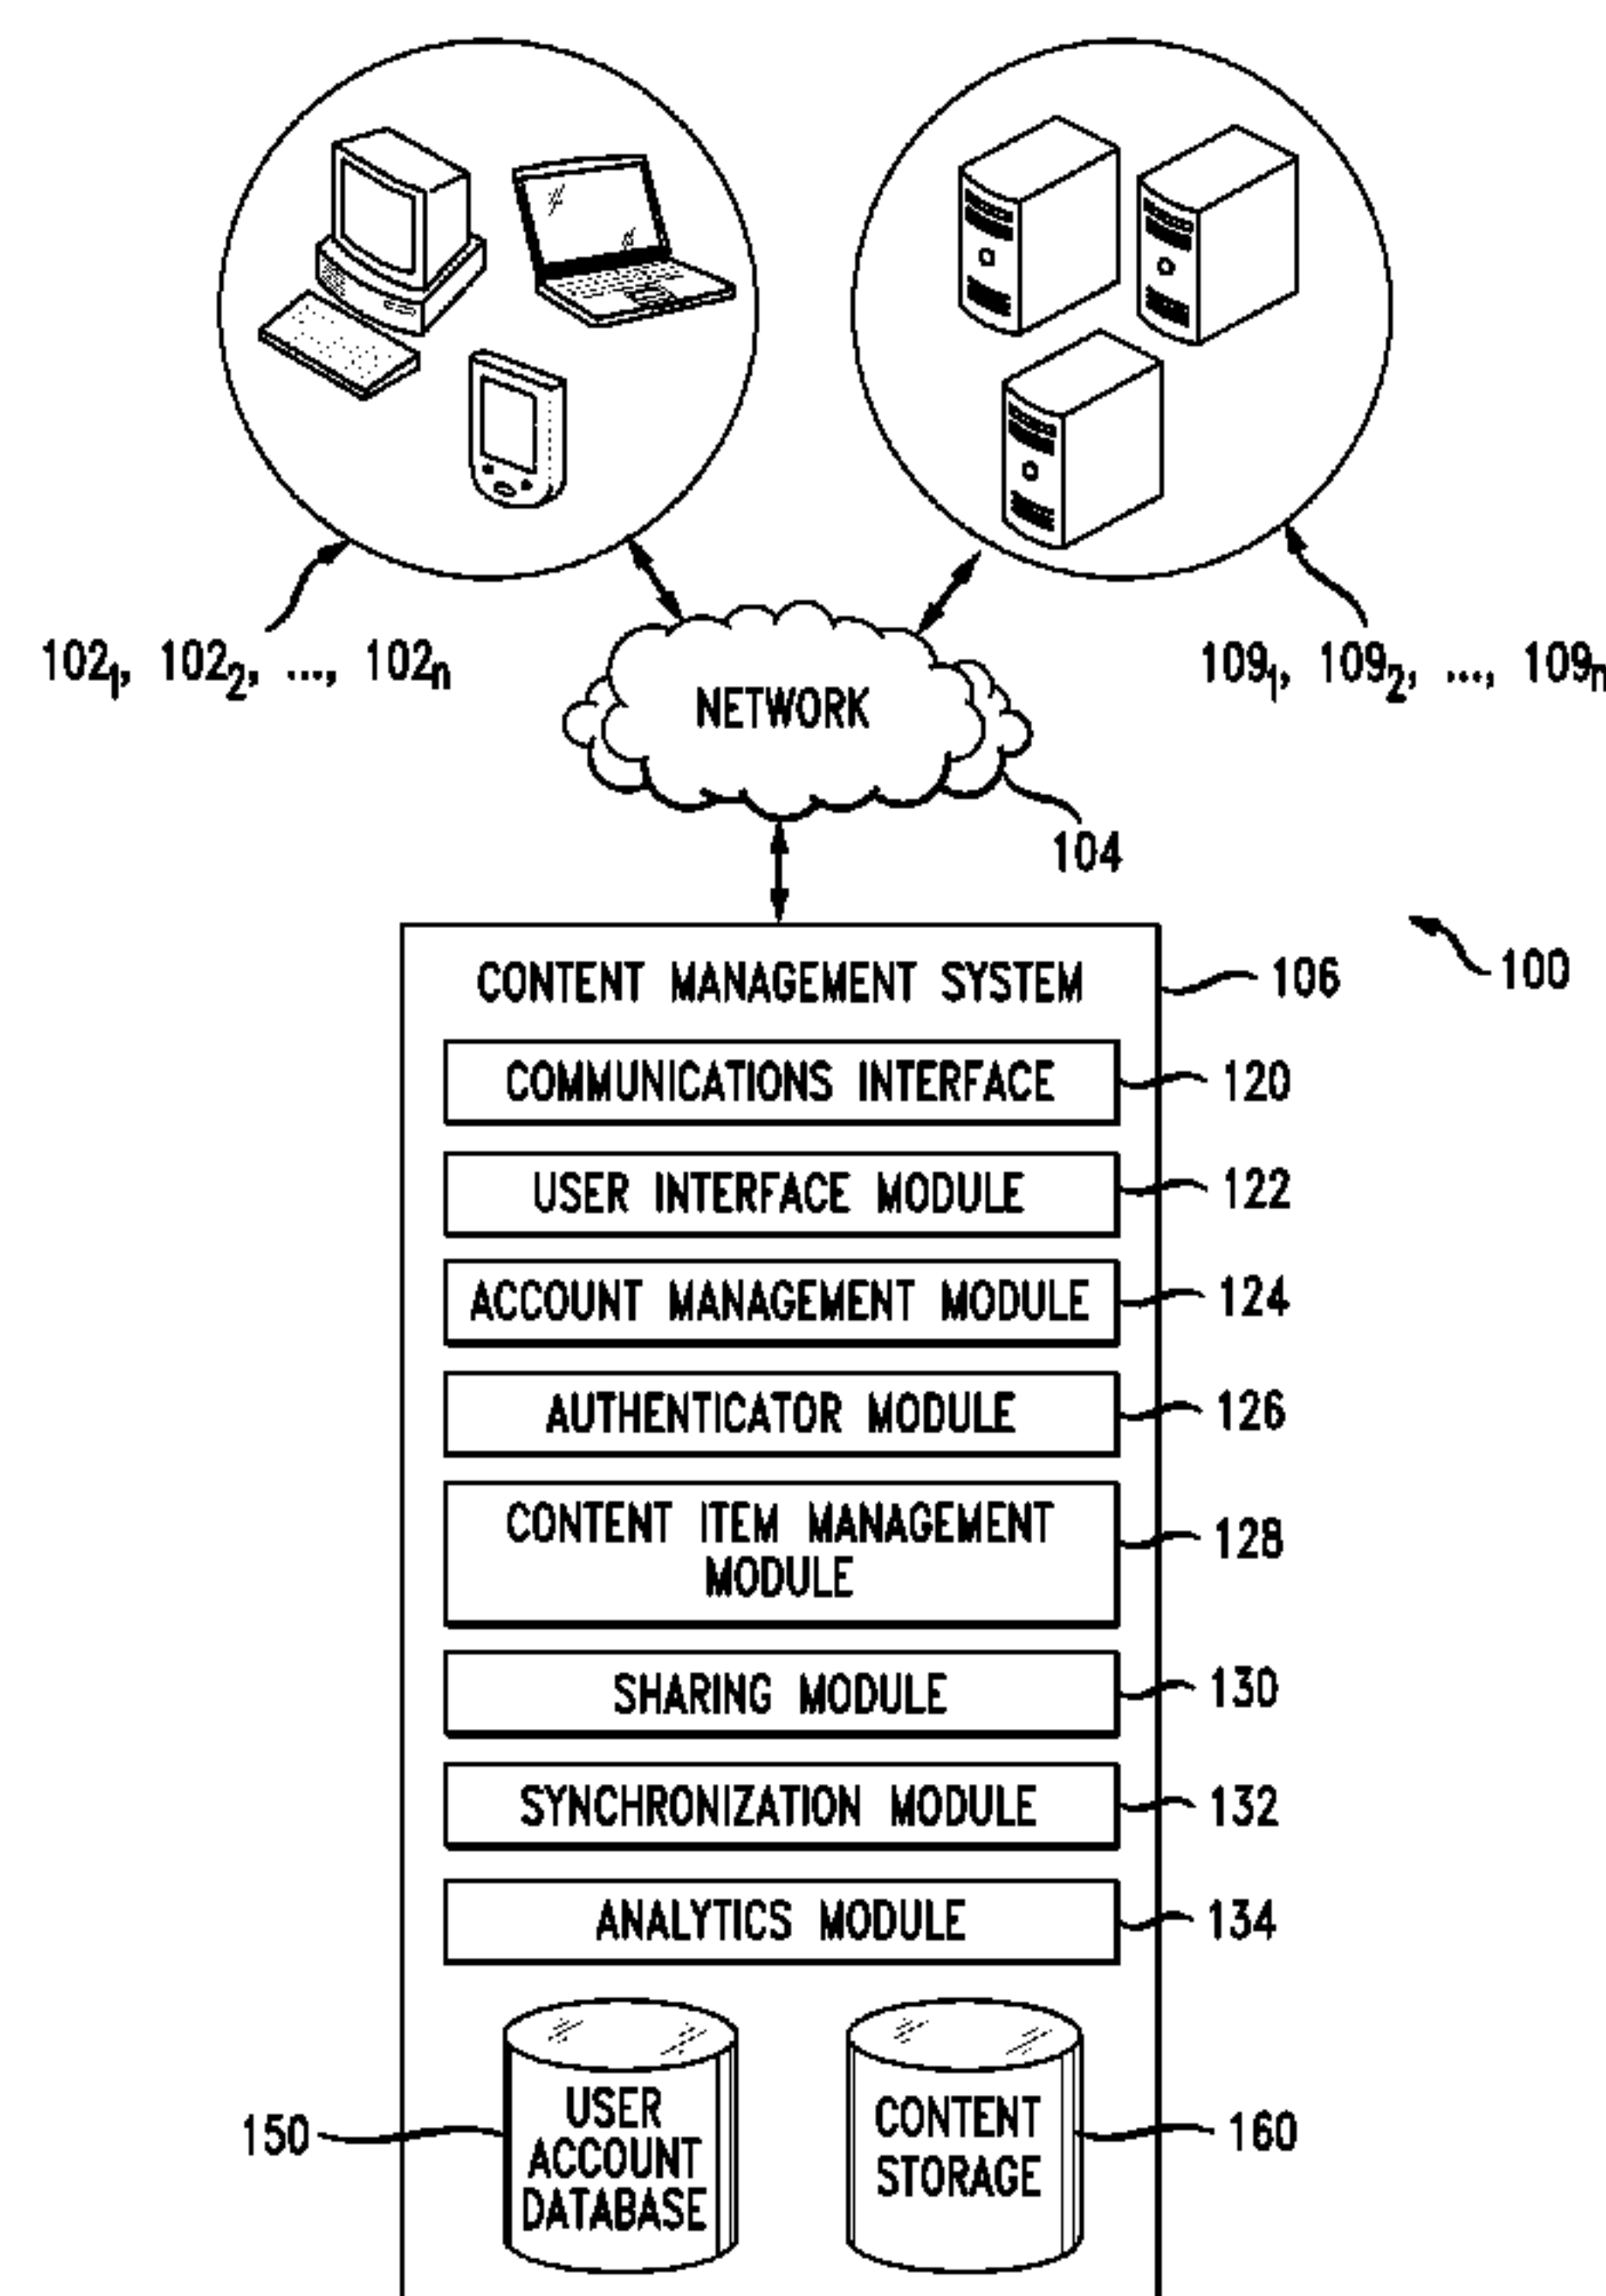 102₁, 102₂, ..., 102ₙ
109₁, 109₂, ..., 109ₙ
NETWORK
104
100
CONTENT MANAGEMENT SYSTEM
106
COMMUNICATIONS INTERFACE
120
USER INTERFACE MODULE
122
ACCOUNT MANAGEMENT MODULE
124
AUTHENTICATOR MODULE
126
CONTENT ITEM MANAGEMENT
MODULE
128
SHARING MODULE
130
SYNCHRONIZATION MODULE
132
ANALYTICS MODULE
134
150
USER
ACCOUNT
DATABASE
CONTENT
STORAGE
160